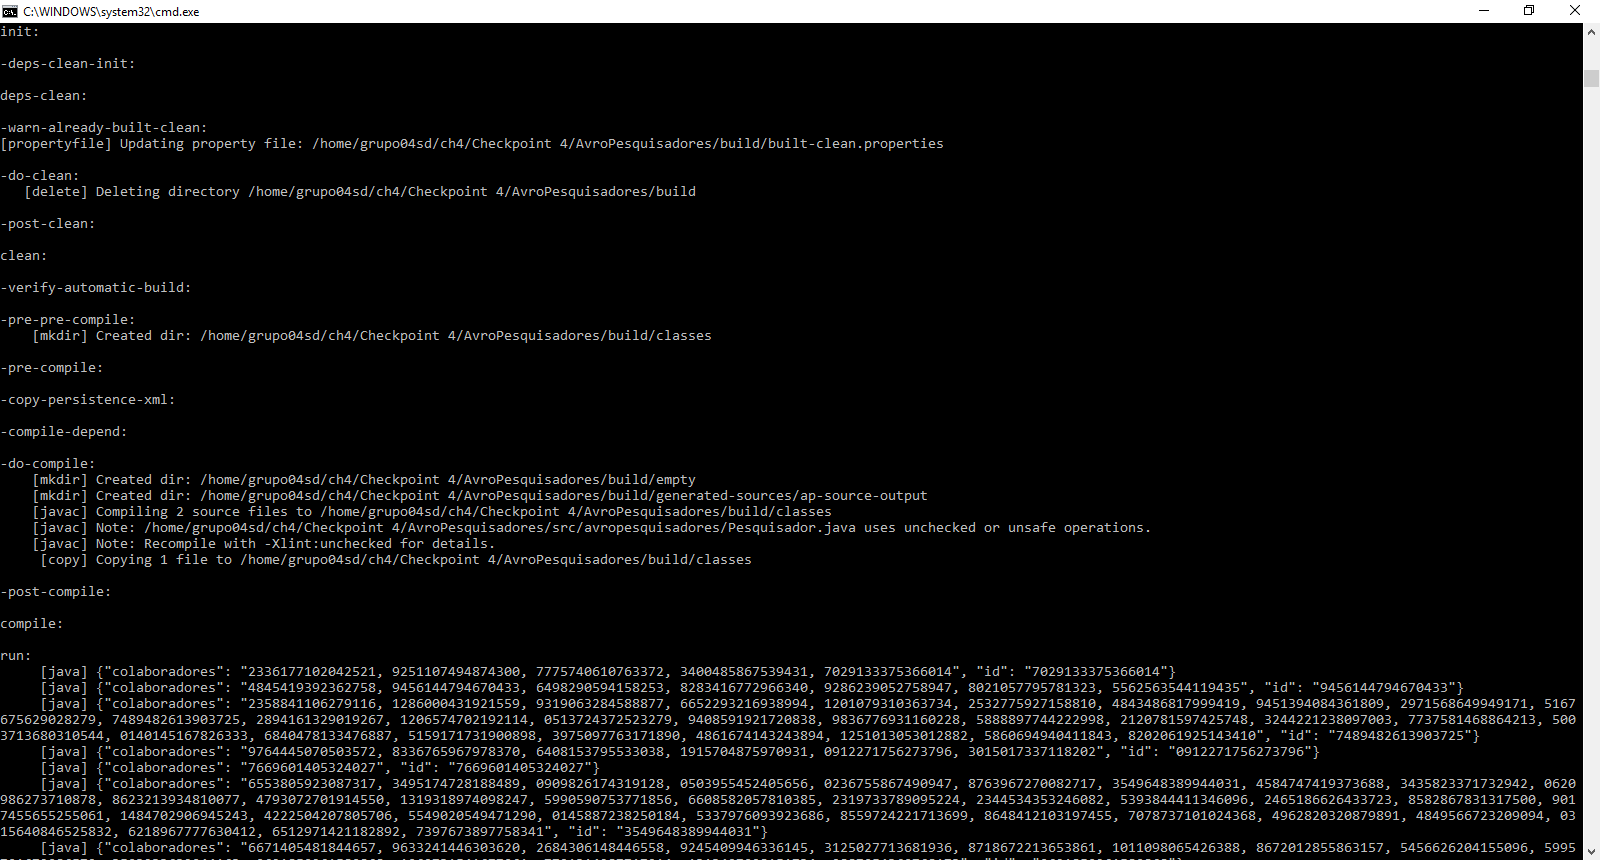 C:\WINDOWS\system32\cmd.exe
init:
-deps-clean-init:
deps-clean:
-warn-already-built-clean:
[propertyfile] Updating property file: /home/grupo04sd/ch4/Checkpoint 4/AvroPesquisadores/build/built-clean.properties
-do-clean:
[delete] Deleting directory /home/grupo04sd/ch4/Checkpoint 4/AvroPesquisadores/build
-post-clean:
clean:
-verify-automatic-build:
-pre-pre-compile:
[mkdir] Created dir: /home/grupo04sd/ch4/Checkpoint 4/AvroPesquisadores/build/classes
-pre-compile:
-copy-persistence-xml:
-compile-depend:
-do-compile:
[mkdir] Created dir: /home/grupo04sd/ch4/Checkpoint 4/AvroPesquisadores/build/empty
[mkdir] Created dir: /home/grupo04sd/ch4/Checkpoint 4/AvroPesquisadores/build/generated-sources/ap-source-output
[javac] Compiling 2 source files to /home/grupo04sd/ch4/Checkpoint 4/AvroPesquisadores/build/classes
[javac] Note: /home/grupo04sd/ch4/Checkpoint 4/AvroPesquisadores/src/avropesquisadores/Pesquisador.java uses unchecked or unsafe operations.
[javac] Note: Recompile with -Xlint:unchecked for details.
[copy] Copying 1 file to /home/grupo04sd/ch4/Checkpoint 4/AvroPesquisadores/build/classes
-post-compile:
compile:
run:
[java] {"colaboradores": "2336177102042521, 9251107494874300, 7775740610763372, 3400485867539431, 7029133375366014", "id": "7029133375366014"}
[java] {"colaboradores": "4845419392362758, 9456144794670433, 6498290594158253, 8283416772966340, 9286239052758947, 8021057795781323, 5562563544119435", "id": "9456144794670433"}
[java] {"colaboradores": "2358841106279116, 1286000431921559, 9319063284588877, 6652293216938994, 1201079310363734, 2532775927158810, 4843486817999419, 9451394084361809, 2971568649949171, 5167
675629028279, 7489482613903725, 2894161329019267, 1206574702192114, 0513724372523279, 9408591921720838, 9836776931160228, 5888897744222998, 2120781597425748, 3244221238097003, 7737581468864213, 500
3713680310544, 0140145167826333, 6840478133476887, 5159171731900898, 3975097763171890, 4861674143243894, 1251013053012882, 5860694940411843, 8202061925143410", "id": "7489482613903725"}
[java] {"colaboradores": "9764445070503572, 8336765967978370, 6408153795533038, 1915704875970931, 0912271756273796, 3015017337118202", "id": "0912271756273796"}
[java] {"colaboradores": "7669601405324027", "id": "7669601405324027"}
[java] {"colaboradores": "6553805923087317, 3495174728188489, 0909826174319128, 0503955452405656, 0236755867490947, 8763967270082717, 3549648389944031, 4584747419373688, 3435823371732942, 0620
986273710878, 8623213934810077, 4793072701914550, 1319318974098247, 5990590753771856, 6608582057810385, 2319733789095224, 2344534353246082, 5393844411346096, 2465186626433723, 8582867831317500, 901
7455655255061, 1484702906945243, 4222504207805706, 5549020549471290, 0145887238250184, 5337976093923686, 8559724221713699, 8648412103197455, 7078737101024368, 4962820320879891, 4849566723209094, 03
15640846525832, 6218967777630412, 6512971421182892, 7397673897758341", "id": "3549648389944031"}
[java] {"colaboradores": "6671405481844657, 9633241446303620, 2684306148446558, 9245409946336145, 3125027713681936, 8718672213653861, 1011098065426388, 8672012855863157, 5456626204155096, 5995